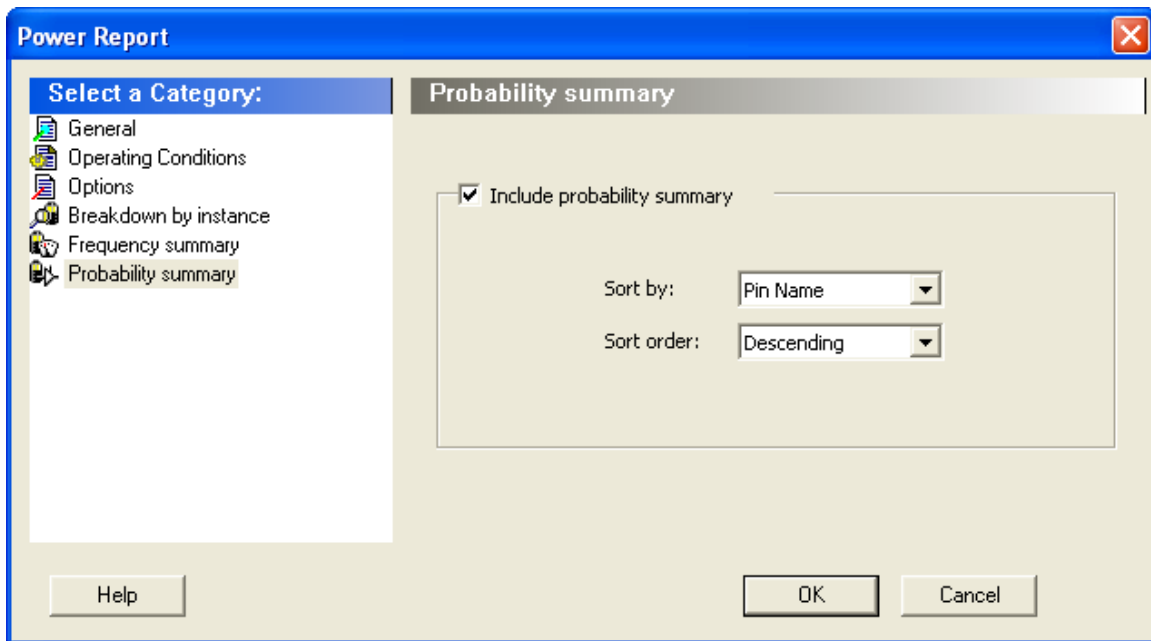 Power Report
Select a Category:
General
Operating Conditions
Options
Breakdown by instance
Frequency summary
Probability summary
Probability summary
Include probability summary
Sort by: Pin Name
Sort order: Descending
Help OK Cancel